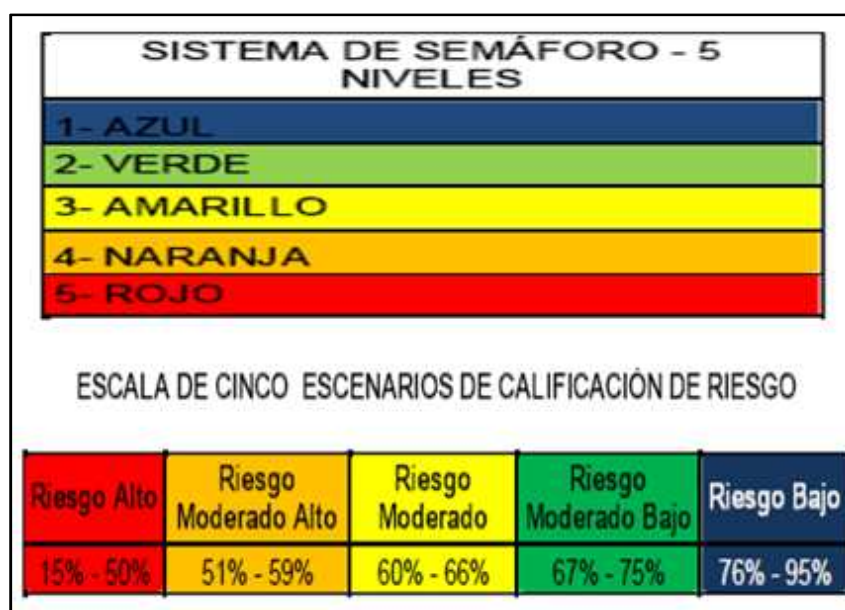 SISTEMA DE SEMÁFORO - 5
NIVELES
1- AZUL
2- VERDE
3- AMARILLO
4- NARANJA
5- ROJO
ESCALA DE CINCO ESCENARIOS DE CALIFICACIÓN DE RIESGO
Riesgo Alto
Riesgo
Moderado Alto
Riesgo
Moderado
Riesgo
Moderado Bajo
Riesgo Bajo
15% - 50%
51% - 59%
60% - 66%
67% - 75%
76% - 95%